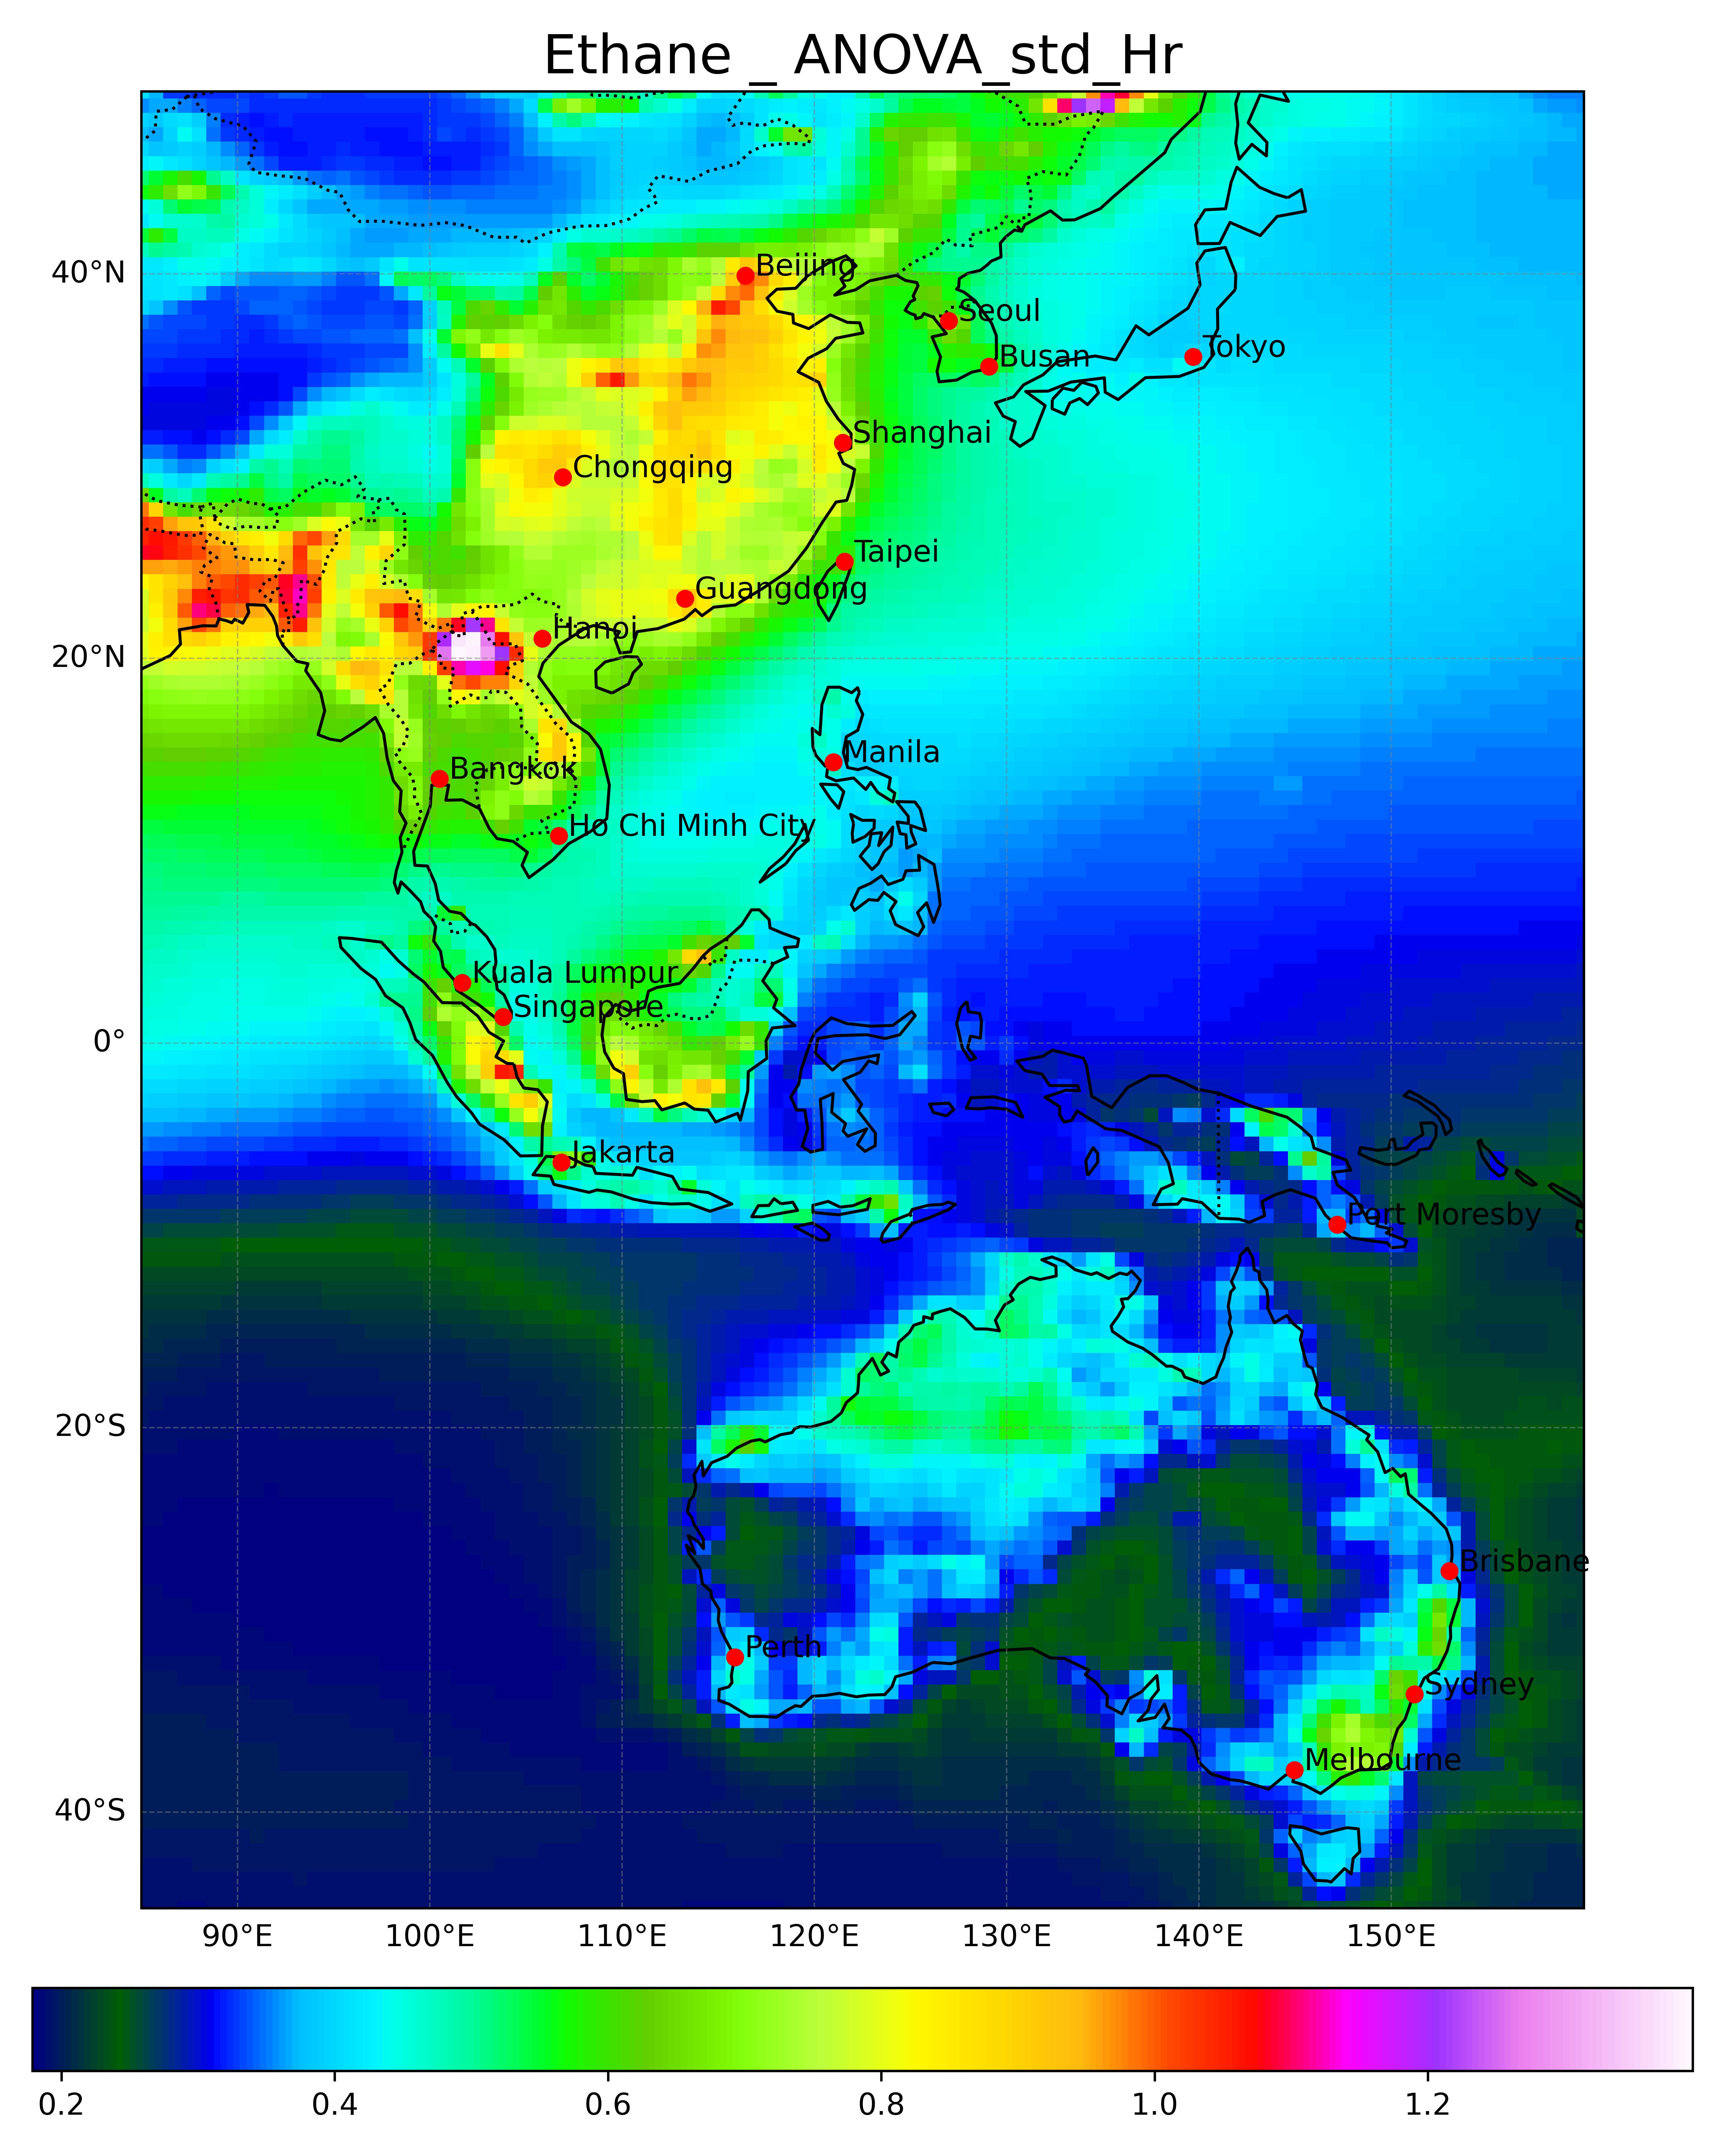 Ethane _ ANOVA_std_Hr
40°N
20°N
0°
20°S
40°S
Beijing
Seoul
Busan
Tokyo
Shanghai
Chongqing
Taipei
Guangdong
Hanoi
Manila
Bangkok
Ho Chi Minh City
Kuala Lumpur
Singapore
Jakarta
Port Moresby
Brisbane
Perth
Sydney
Melbourne
90°E 100°E 110°E 120°E 130°E 140°E 150°E
0.2 0.4 0.6 0.8 1.0 1.2